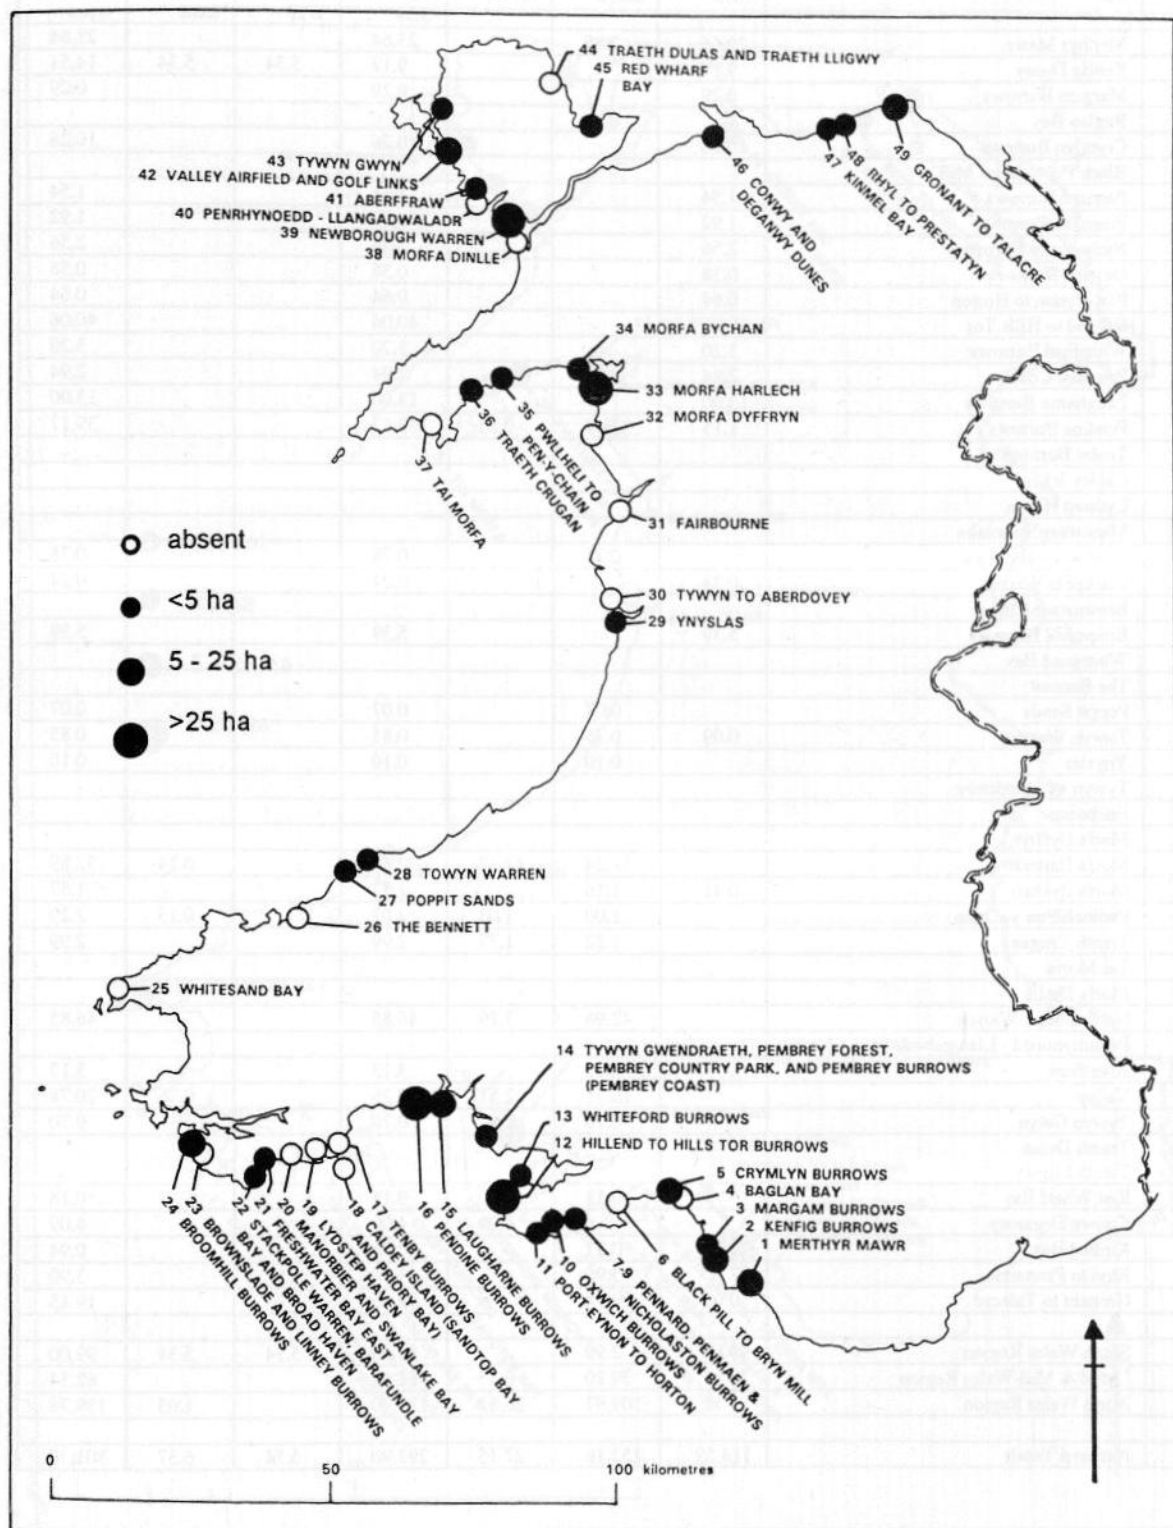 44 TRAETH DULAS AND TRAETH LLIGWY
45 RED WHARF
BAY
43 TYWYN GWYN
42 VALLEY AIRFIELD AND GOLF LINKS
41 ABERFFRAW
40 PENRHYNOEDD - LLANGADWALADR
39 NEWBOROUGH WARREN
38 MORFA DINLLE
46 CONWY AND
DEGANWY DUNES
47 KINMEL BAY
48 RHYL TO PRESTATYN
49 GRONANT TO TALACRE
34 MORFA BYCHAN
33 MORFA HARLECH
32 MORFA DYFFRYN
35 PWLLHELI TO
PEN-Y-CHAIN
36 TRAETH CRUGAN
37 TAI MORFA
31 FAIRBOURNE
absent
<5 ha
5 - 25 ha
>25 ha
30 TYWYN TO ABERDOVEY
29 YNYSLAS
28 TOWYN WARREN
27 POPPIT SANDS
26 THE BENNETT
25 WHITESAND BAY
14 TYWYN GWENDRAETH, PEMBREY FOREST,
PEMBREY COUNTRY PARK, AND PEMBREY BURROWS
(PEMBREY COAST)
13 WHITEFORD BURROWS
12 HILLEND TO HILLS TOR BURROWS
5 CRYMLYN BURROWS
4 BAGLAN BAY
3 MARGAM BURROWS
2 KENFIG BURROWS
1 MERTHYR MAWR
24 BROOMHILL BURROWS
23 BROWNSLADE AND LINNEY BURROWS
22 STACKPOLE WARREN, BARAFUNDLE
BAY AND BROAD HAVEN
21 FRESHWATER BAY EAST
20 MANORBIER AND SWANLAKE BAY
19 LYDSTEP HAVEN
18 CALDEY ISLAND (SANDTOP BAY
AND PRIORY BAY)
17 TENBY BURROWS
16 PENDINE BURROWS
15 LAUGHARNE BURROWS
11 PORT-EYNON TO HORTON
10 OXWICH BURROWS
7-9 PENNARD, PENMAEN &
NICHOLASTON BURROWS
6 BLACK PILL TO BRYN MILL
0 50 100 kilometres